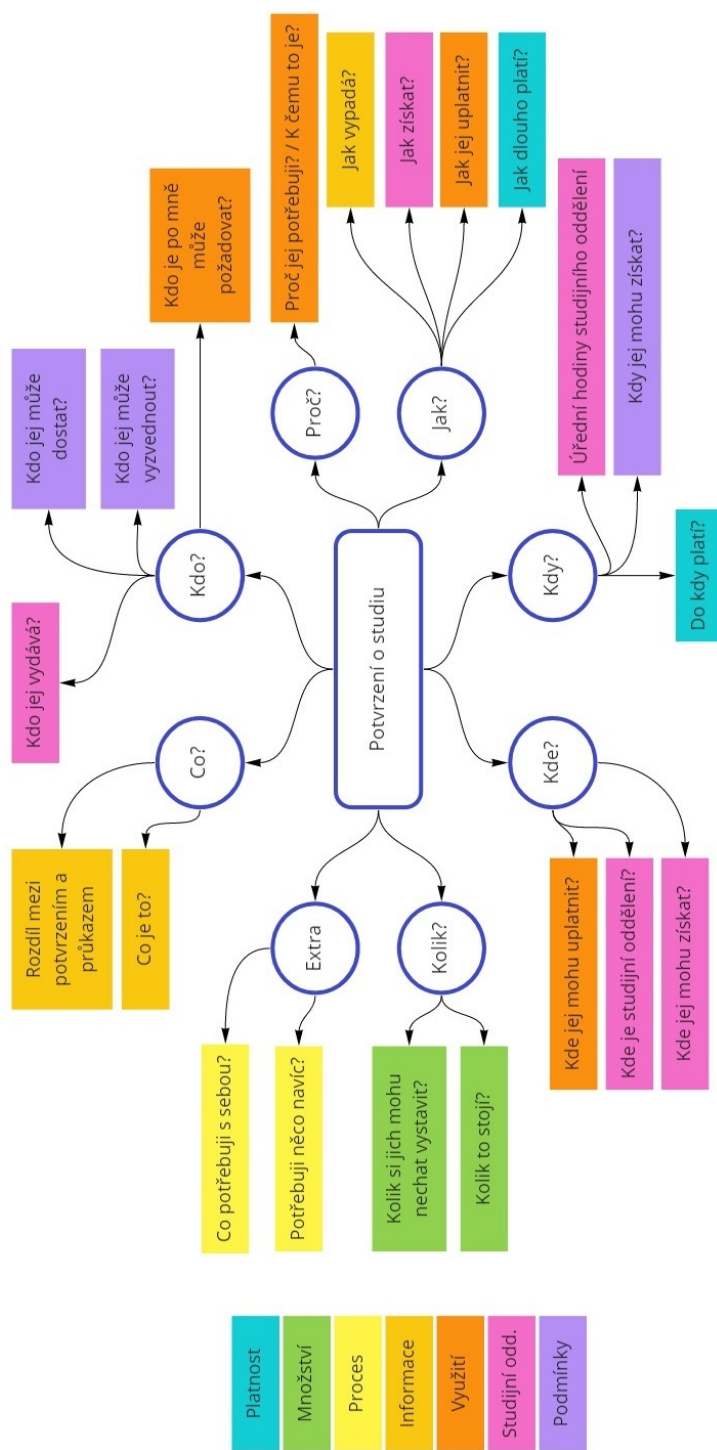 Rozdíl mezi
potvrzením a
průkazem
Co je to?
Co?
Kdo jej vydává?
Kdo jej může
dostat?
Kdo jej může
vyzvednout?
Kdo je po mně
může
požadovat?
Kdo?
Co potřebuji s sebou?
Potřebuji něco navíc?
Extra
Proč?
Proč jej potřebuji? / K čemu to je?
Potvrzení o studiu
Kolik si jich mohu
nechat vystavit?
Kolik to stojí?
Kolik?
Jak?
Jak vypadá?
Jak získat?
Jak jej uplatnit?
Jak dlouho platí?
Kde?
Kde jej mohu uplatnit?
Kde je studijní oddělení?
Kde jej mohu získat?
Kdy?
Úřední hodiny studijního oddělení
Kdy jej mohu získat?
Do kdy platí?
Platnost
Množství
Proces
Informace
Využití
Studijní odd.
Podmínky